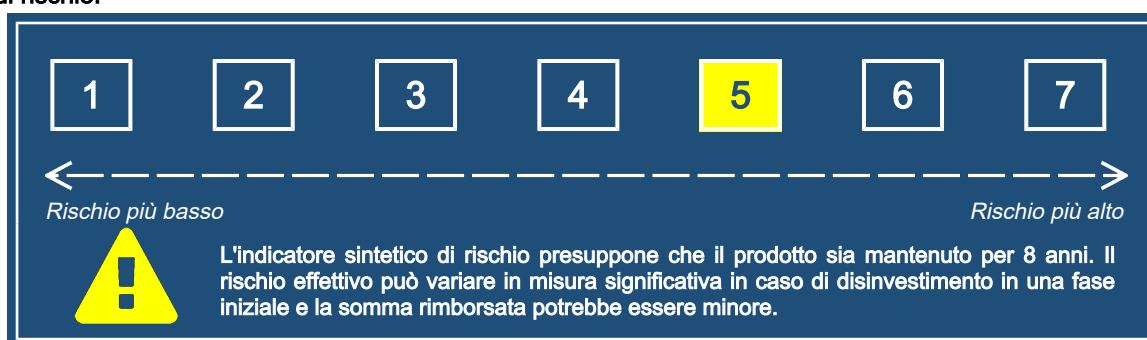 di rischio.
1 2 3 4 5 6 7
Rischio più basso Rischio più alto
L'indicatore sintetico di rischio presuppone che il prodotto sia mantenuto per 8 anni. Il
rischio effettivo può variare in misura significativa in caso di disinvestimento in una fase
iniziale e la somma rimborsata potrebbe essere minore.